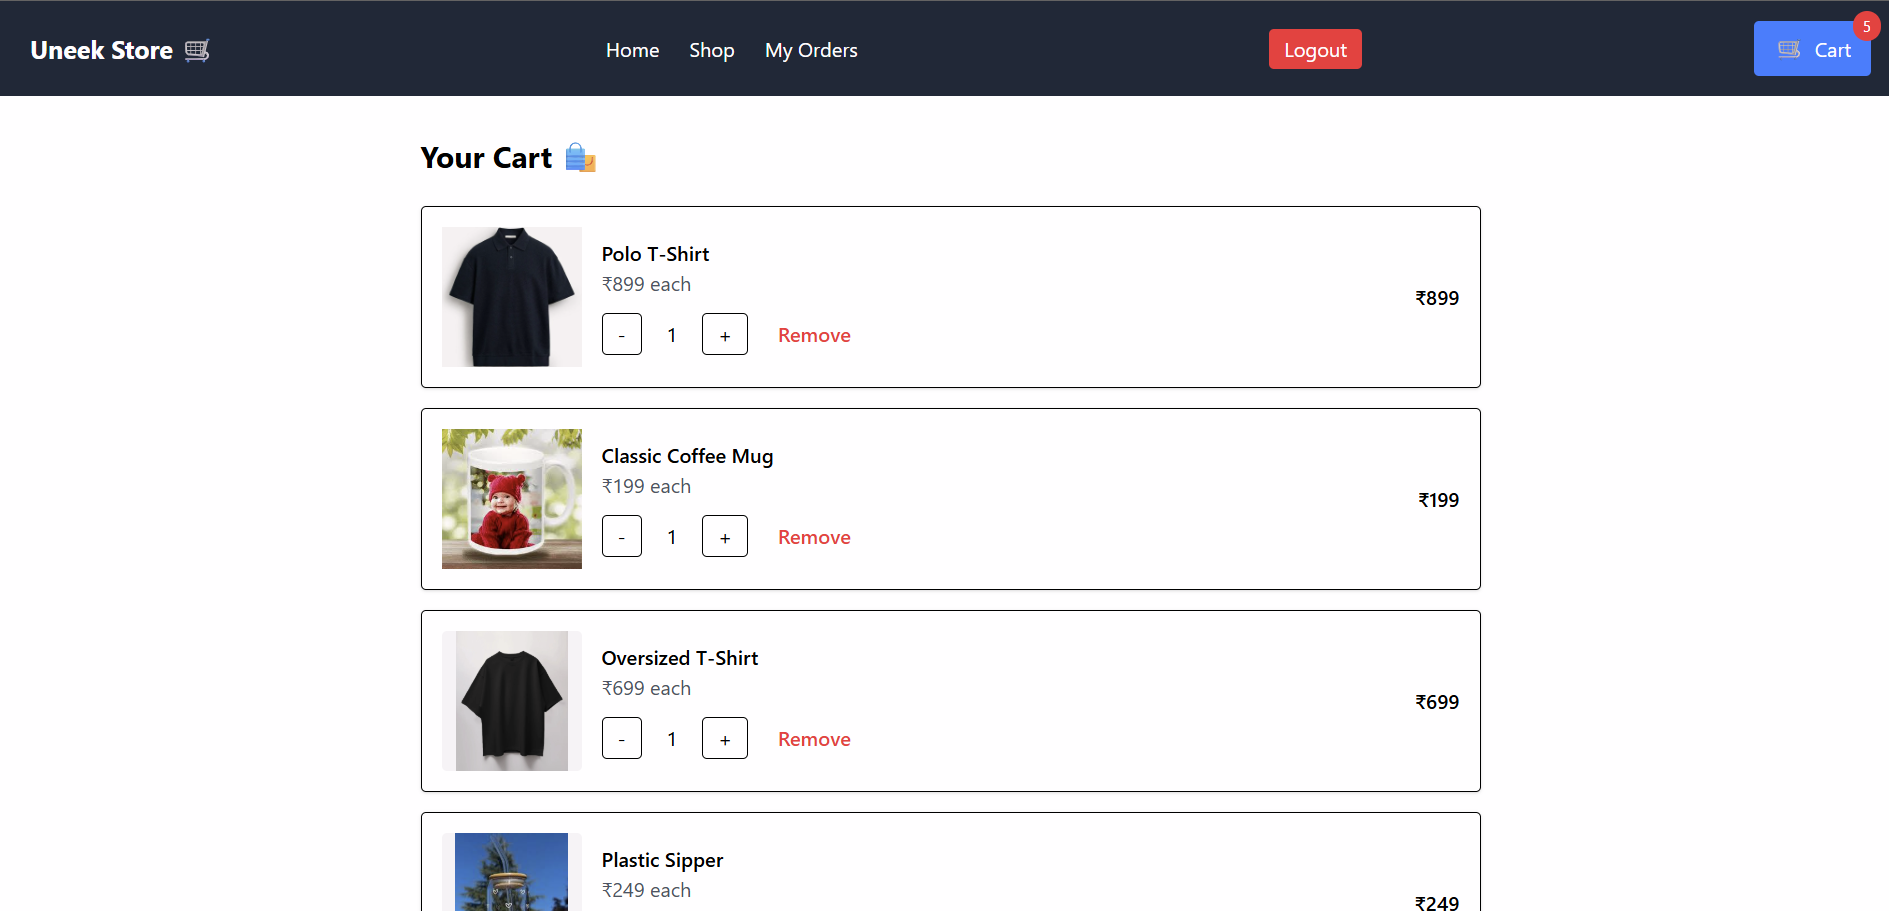 Uneek Store 🛒
Home Shop My Orders
Logout
🛒 Cart
5
Your Cart 🛍️
Polo T-Shirt
₹899 each
- 1 + Remove
₹899
Classic Coffee Mug
₹199 each
- 1 + Remove
₹199
Oversized T-Shirt
₹699 each
- 1 + Remove
₹699
Plastic Sipper
₹249 each
₹249